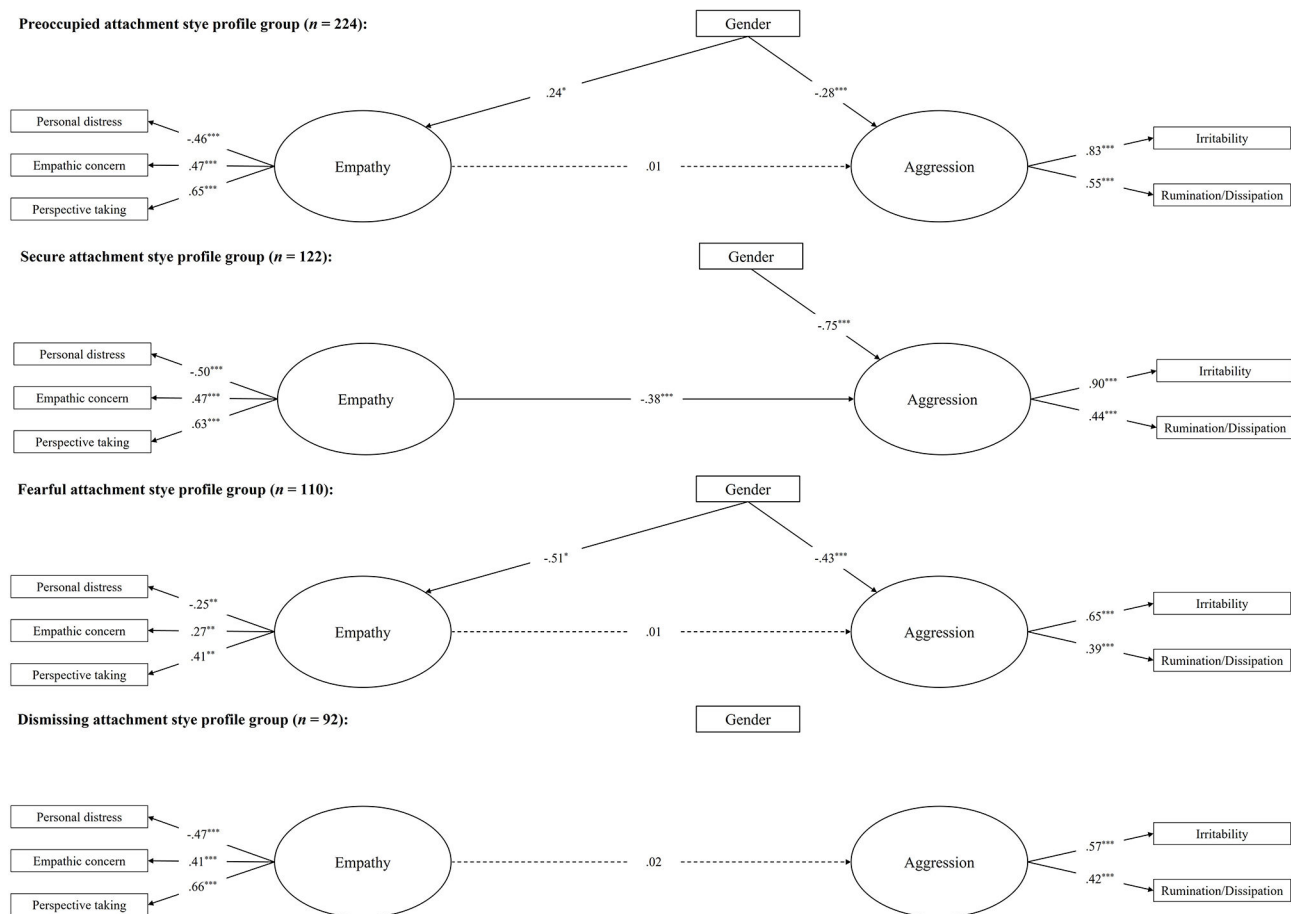 Preoccupied attachment stye profile group (n = 224):
Gender
.24*
-.28***
Personal distress
Empathic concern
Perspective taking
-.46***
.47***
.65***
Empathy
.01
Aggression
.83***
.55***
Irritability
Rumination/Dissipation
Secure attachment stye profile group (n = 122):
Gender
-.75***
Personal distress
Empathic concern
Perspective taking
-.50***
.47***
.63***
Empathy
-.38***
Aggression
.90***
.44***
Irritability
Rumination/Dissipation
Fearful attachment stye profile group (n = 110):
Gender
-.51*
-.43***
Personal distress
Empathic concern
Perspective taking
-.25**
.27**
.41**
Empathy
.01
Aggression
.65***
.39***
Irritability
Rumination/Dissipation
Dismissing attachment stye profile group (n = 92):
Gender
Personal distress
Empathic concern
Perspective taking
-.47***
.41***
.66***
Empathy
.02
Aggression
.57***
.42***
Irritability
Rumination/Dissipation